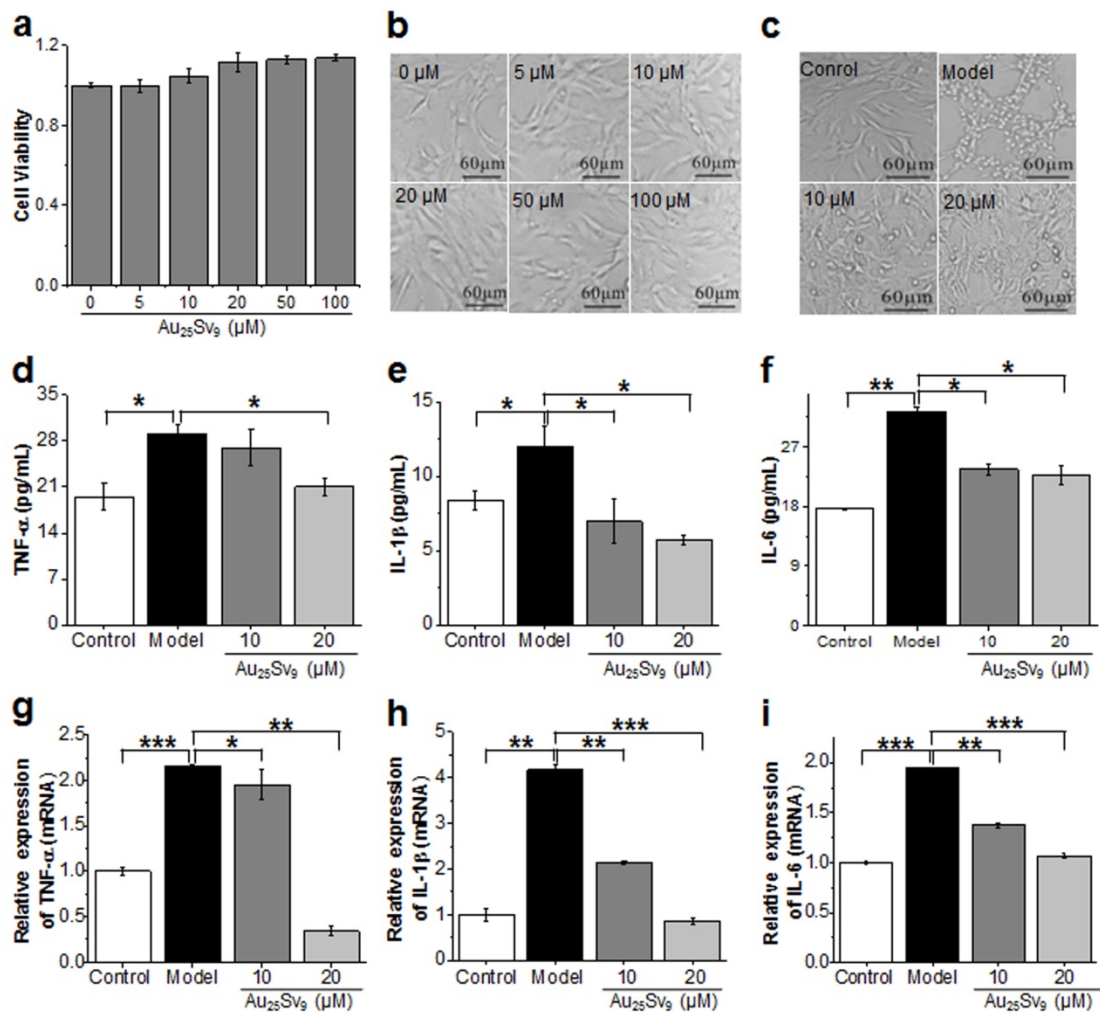 a
1.2
0.8
0.4
0.0
Cell Viability
0 5 10 20 50 100
Au₂₅Sv₉ (μM)
b
0 μM 5 μM 10 μM
60μm 60μm 60μm
20 μM 50 μM 100 μM
60μm 60μm 60μm
c
Conrol Model
60μm 60μm
10 μM 20 μM
60μm 60μm
d
35
28
21
14
7
0
TNF-α (pg/mL)
* *
Control Model 10 20
Au₂₅Sv₉ (μM)
e
15
10
5
0
IL-1β (pg/mL)
* * *
Control Model 10 20
Au₂₅Sv₉ (μM)
f
27
18
9
0
IL-6 (pg/mL)
** * *
Control Model 10 20
Au₂₅Sv₉ (μM)
g
2.5
2.0
1.5
1.0
0.5
0.0
Relative expression
of TNF-α (mRNA)
*** * **
Control Model 10 20
Au₂₅Sv₉ (μM)
h
5
4
3
2
1
0
Relative expression
of IL-1β (mRNA)
** ** ***
Control Model 10 20
Au₂₅Sv₉ (μM)
i
2.0
1.5
1.0
0.5
0.0
Relative expression
of IL-6 (mRNA)
*** ** ***
Control Model 10 20
Au₂₅Sv₉ (μM)